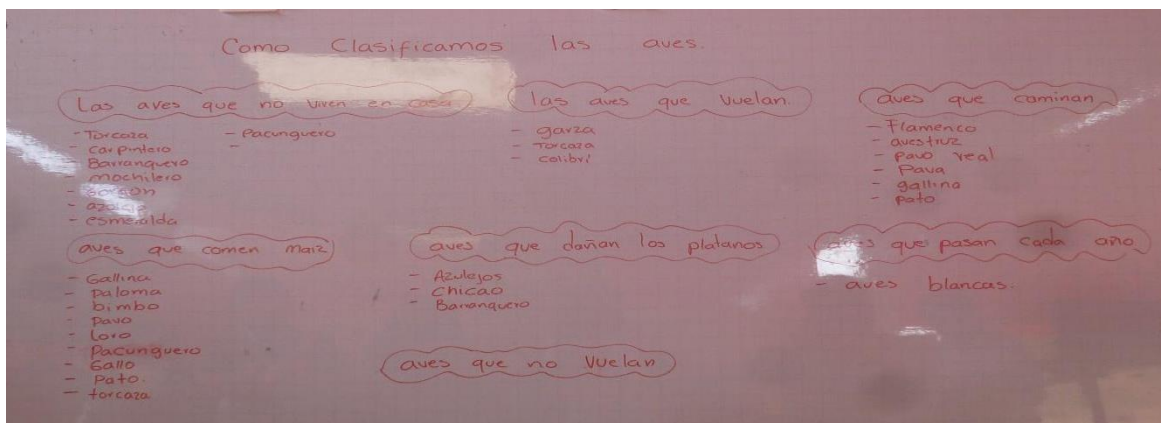 Como Clasificamos las aves.
Las aves que no viven en casa
- Torcaza
- carpintero
- Barranquero
- mochilero
- azulejo
- esmeralda
- Pacunguero
-
las aves que vuelan.
- garza
- Torcaza
- colibrí
aves que caminan
- Flamenco
- avestruz
- pavo real
- Pava
- gallina
- pato
aves que comen maiz
- Gallina
- paloma
- bimbo
- pavo
- Loro
- Pacunguero
- Gallo
- Pato.
- torcaza
aves que dañan los platanos
- Azulejos
- Chicao
- Barranquero
aves que pasan cada año
- aves blancas.
aves que no Vuelan